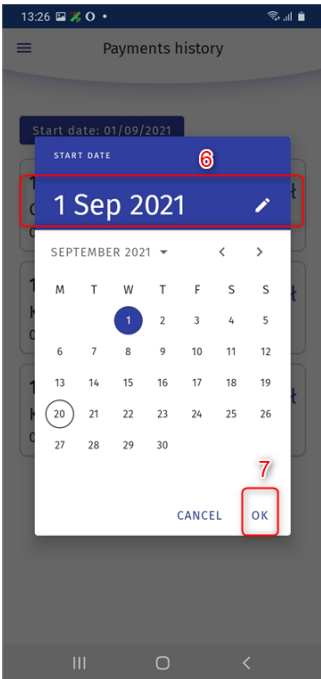 13:26
Payments history
Start date: 01/09/2021
START DATE
6
1 Sep 2021
SEPTEMBER 2021
M T W T F S S
1 2 3 4 5
6 7 8 9 10 11 12
13 14 15 16 17 18 19
20 21 22 23 24 25 26
27 28 29 30
7
CANCEL OK